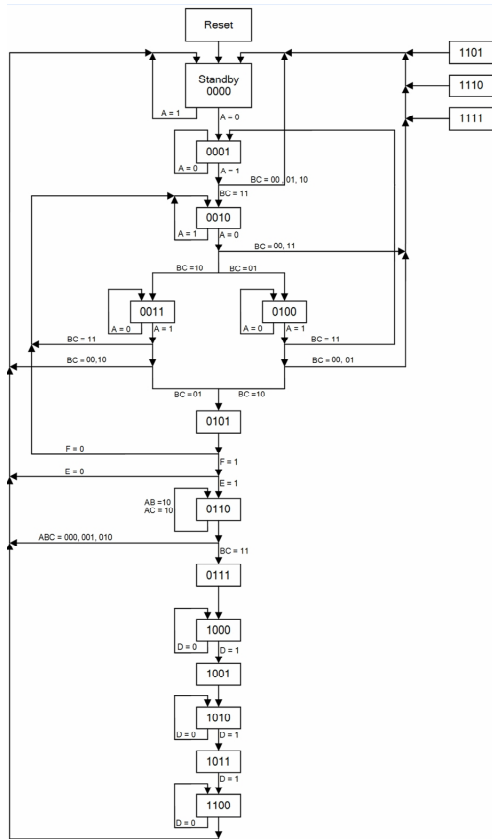 Reset
1101
Standby
0000
1110
1111
A = 1
A = 0
0001
A = 0
A = 1
BC = 00 , 01, 10
BC = 11
0010
A = 1
A = 0
BC = 00, 11
BC =10
BC = 01
0011
0100
A = 0
A = 1
A = 0
A = 1
BC = 11
BC = 11
BC = 00, 10
BC = 00, 01
BC = 01
BC = 10
0101
F = 0
F = 1
E = 0
E = 1
AB =10
AC = 10
0110
ABC = 000, 001, 010
BC = 11
0111
1000
D = 0
D = 1
1001
1010
D = 0
D = 1
1011
D = 1
1100
D = 0